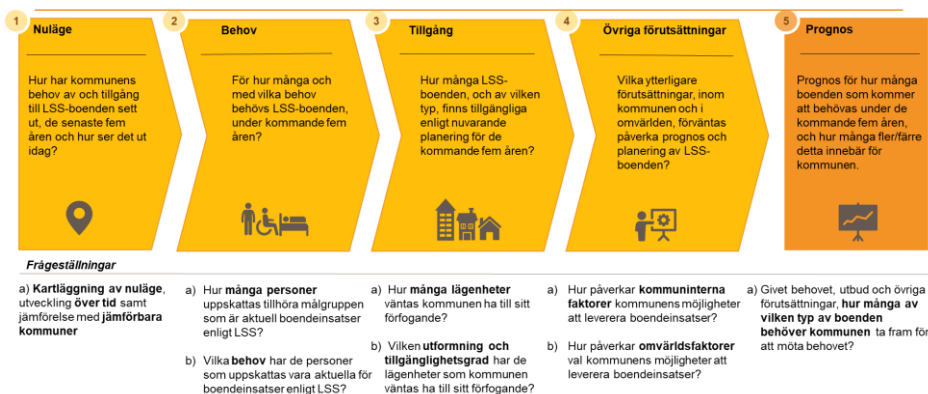 1
Nuläge
Hur har kommunens
behov av och tillgång
till LSS-boenden sett
ut, de senaste fem
åren och hur ser det ut
idag?
2
Behov
För hur många och
med vilka behov
behövs LSS-boenden,
under kommande fem
åren?
3
Tillgång
Hur många LSS-
boenden, och av vilken
typ, finns tillgängliga
enligt nuvarande
planering för de
kommande fem åren?
4
Övriga förutsättningar
Vilka ytterligare
förutsättningar, inom
kommunen och i
omvärlden, förväntas
påverka prognos och
planering av LSS-
boenden?
5
Prognos
Prognos för hur många
boenden som kommer
att behövas under de
kommande fem åren,
och hur många fler/färre
detta innebär för
kommunen.
Frågeställningar
a) Kartläggning av nuläge,
utveckling över tid samt
jämförelse med jämförbara
kommuner
a) Hur många personer
uppskattas tillhöra målgruppen
som är aktuell boendeinsatser
enligt LSS?
b) Vilka behov har de personer
som uppskattas vara aktuella för
boendeinsatser enligt LSS?
a) Hur många lägenheter
väntas kommunen ha till sitt
förfogande?
b) Vilken utformning och
tillgänglighetsgrad har de
lägenheter som kommunen
väntas ha till sitt förfogande?
a) Hur påverkar kommuninterna
faktorer kommunens möjligheter
att leverera boendeinsatser?
b) Hur påverkar omvärldsfaktorer
val kommunens möjligheter att
leverera boendeinsatser?
a) Givet behovet, utbud och övriga
förutsättningar, hur många av
vilken typ av boenden
behöver kommunen ta fram för
att möta behovet?